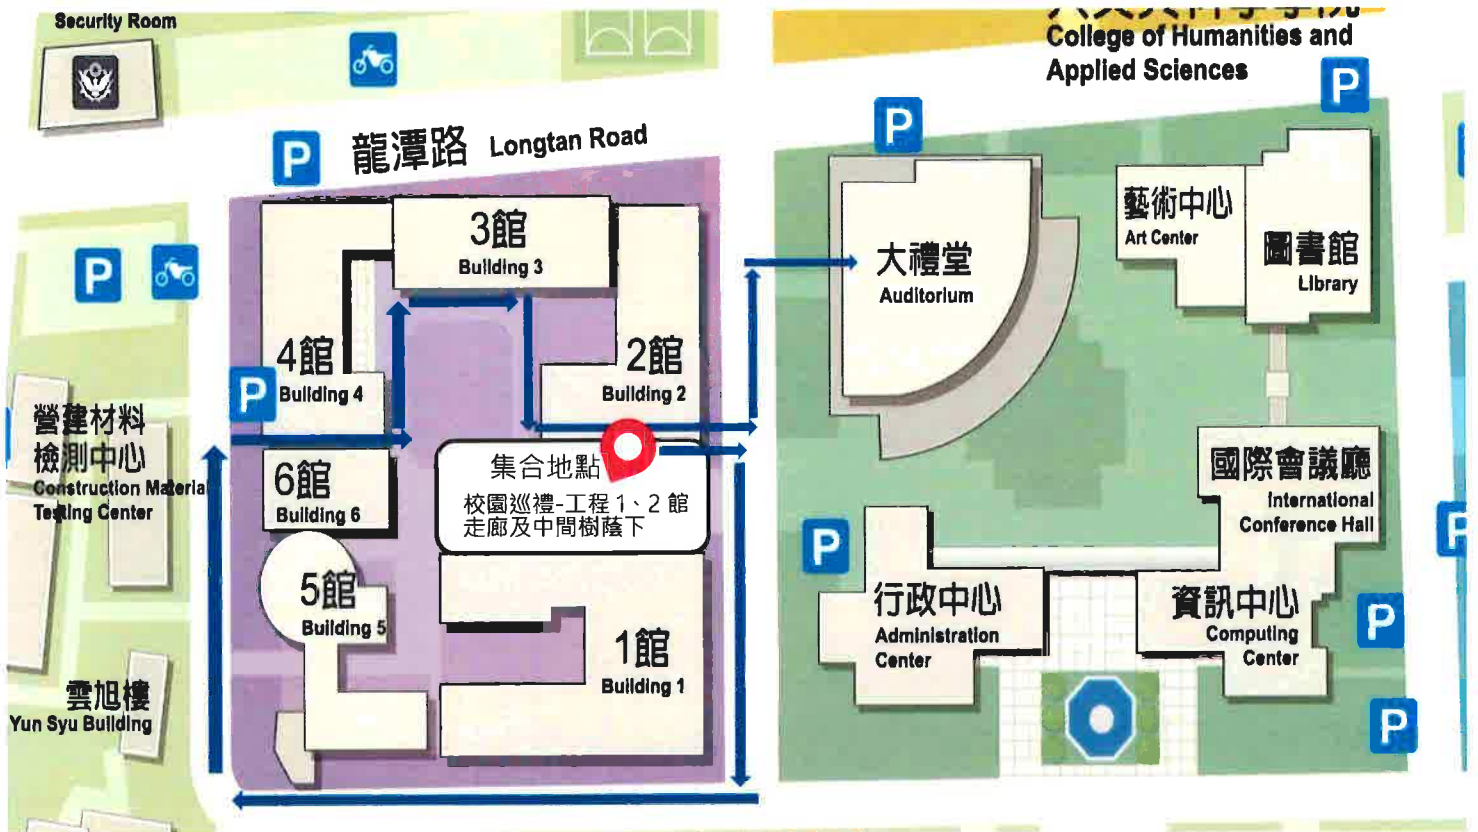 Security Room
College of Humanities and
Applied Sciences
P
P
P
龍潭路 Longtan Road
3館
Building 3
藝術中心
Art Center
大禮堂
Auditorium
圖書館
Library
P
4館
Building 4
2館
Building 2
P
營建材料
檢測中心
Construction Material
Testing Center
集合地點
校園巡禮-工程 1、2 館
走廊及中間樹蔭下
6館
Building 6
國際會議廳
International
Conference Hall
P
P
5館
Building 5
行政中心
Administration
Center
資訊中心
Computing
Center
P
1館
Building 1
雲旭樓
Yun Syu Building
P